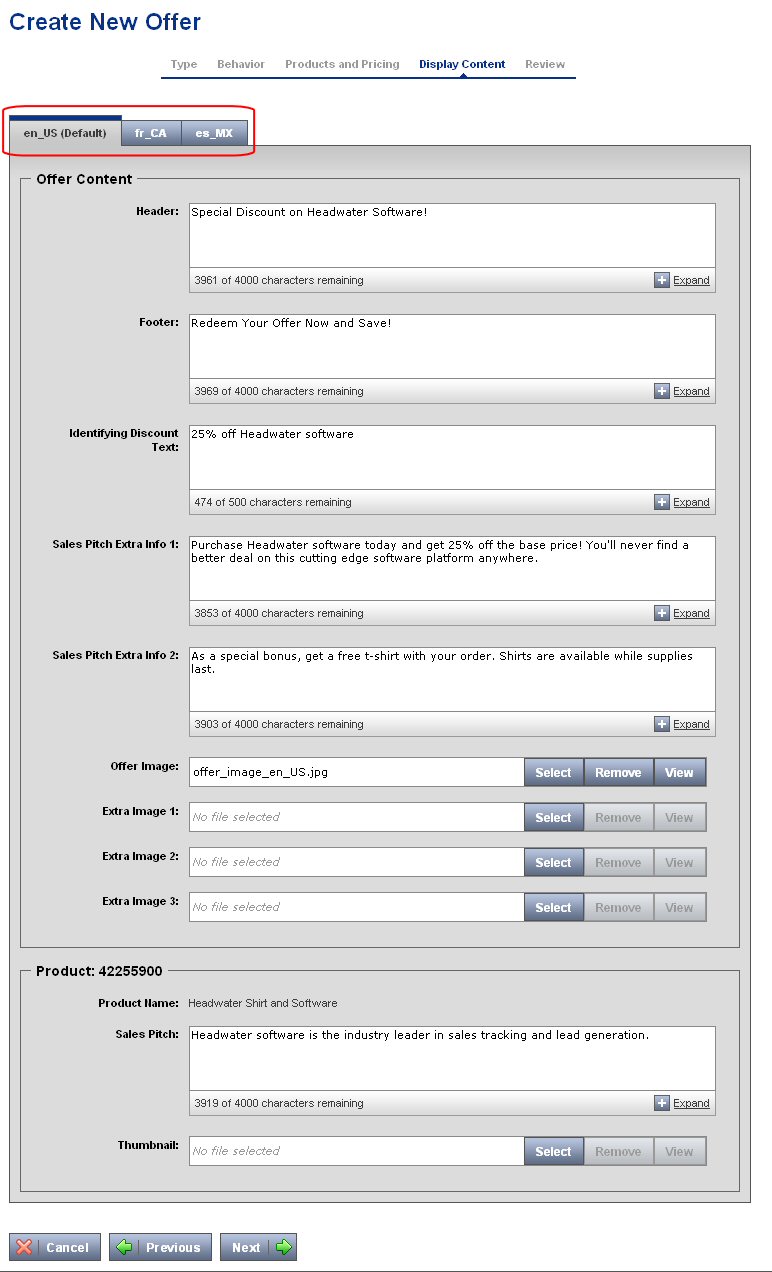 Create New Offer
Type Behavior Products and Pricing Display Content Review
en_US (Default) fr_CA es_MX
Offer Content
Header: Special Discount on Headwater Software!
3961 of 4000 characters remaining Expand
Footer: Redeem Your Offer Now and Save!
3969 of 4000 characters remaining Expand
Identifying Discount 25% off Headwater software
Text:
474 of 500 characters remaining Expand
Sales Pitch Extra Info 1: Purchase Headwater software today and get 25% off the base price! You'll never find a
better deal on this cutting edge software platform anywhere.
3853 of 4000 characters remaining Expand
Sales Pitch Extra Info 2: As a special bonus, get a free t-shirt with your order. Shirts are available while supplies
last.
3903 of 4000 characters remaining Expand
Offer Image: offer_image_en_US.jpg Select Remove View
Extra Image 1: No file selected Select Remove View
Extra Image 2: No file selected Select Remove View
Extra Image 3: No file selected Select Remove View
Product: 42255900
Product Name: Headwater Shirt and Software
Sales Pitch: Headwater software is the industry leader in sales tracking and lead generation.
3919 of 4000 characters remaining Expand
Thumbnail: No file selected Select Remove View
Cancel Previous Next